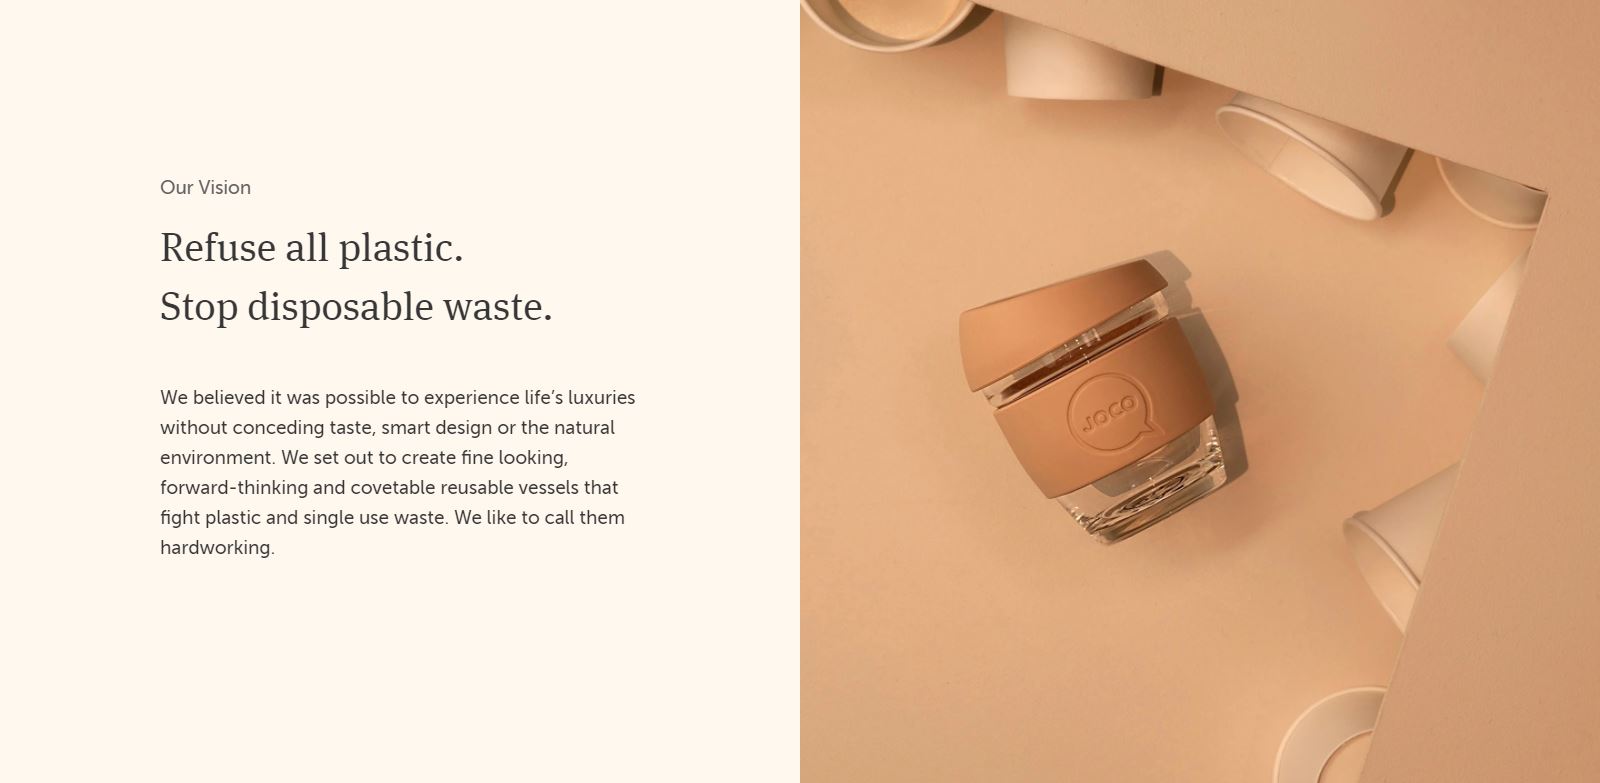 Our Vision
Refuse all plastic.
Stop disposable waste.
We believed it was possible to experience life’s luxuries
without conceding taste, smart design or the natural
environment. We set out to create fine looking,
forward-thinking and covetable reusable vessels that
fight plastic and single use waste. We like to call them
hardworking.
JOCO